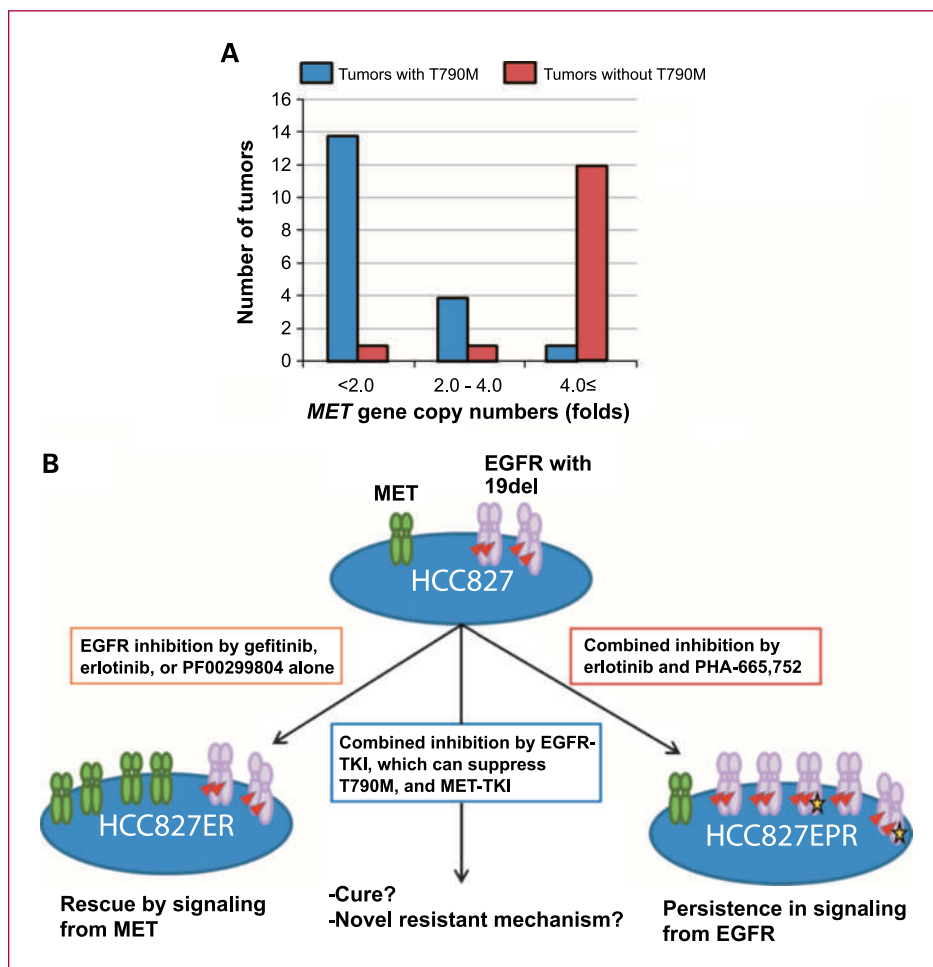 A
Tumors with T790M
Tumors without T790M
16
14
12
10
8
6
4
2
0
Number of tumors
<2.0
2.0 - 4.0
4.0≤
MET gene copy numbers (folds)
B
MET
EGFR with
19del
HCC827
EGFR inhibition by gefitinib,
erlotinib, or PF00299804 alone
Combined inhibition by
erlotinib and PHA-665,752
Combined inhibition by EGFR-
TKI, which can suppress
T790M, and MET-TKI
HCC827ER
HCC827EPR
Rescue by signaling
from MET
-Cure?
-Novel resistant mechanism?
Persistence in signaling
from EGFR